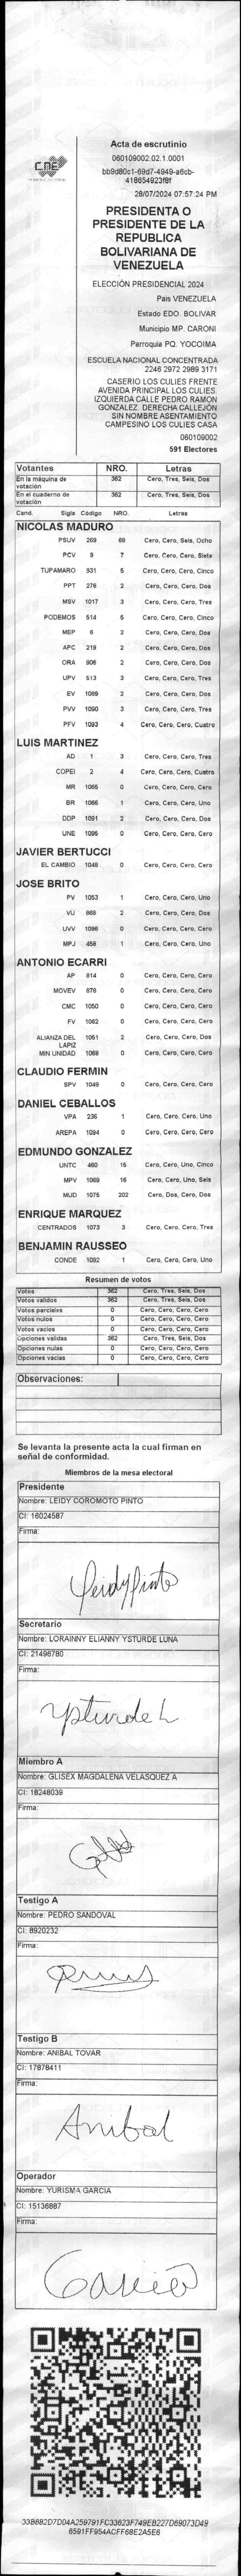 CNE
Acta de escrutinio
060109002.02.1.0001
bb9d80c1-69d7-4949-a6cb-
418654923f8f
28/07/2024 07:57:24 PM
PRESIDENTA O
PRESIDENTE DE LA
REPUBLICA
BOLIVARIANA DE
VENEZUELA
ELECCIÓN PRESIDENCIAL 2024
Pais VENEZUELA
Estado EDO. BOLIVAR
Municipio MP. CARONI
Parroquia PQ. YOCOIMA
ESCUELA NACIONAL CONCENTRADA
2246 2972 2989 3171
CASERIO LOS CULIES FRENTE
AVENIDA PRINCIPAL LOS CULIES.
IZQUIERDA CALLE PEDRO RAMON
GONZALEZ. DERECHA CALLEJÓN
SIN NOMBRE ASENTAMIENTO
CAMPESINO LOS CULIES CASA
060109002
591 Electores
Votantes NRO. Letras
En la máquina de votación 362 Cero, Tres, Seis, Dos
En el cuaderno de votación 362 Cero, Tres, Seis, Dos
Cand. Sigla Código NRO. Letras
NICOLAS MADURO
PSUV 269 68 Cero, Cero, Seis, Ocho
PCV 9 7 Cero, Cero, Cero, Siete
TUPAMARO 931 5 Cero, Cero, Cero, Cinco
PPT 276 2 Cero, Cero, Cero, Dos
MSV 1017 3 Cero, Cero, Cero, Tres
PODEMOS 514 5 Cero, Cero, Cero, Cinco
MEP 6 2 Cero, Cero, Cero, Dos
APC 219 2 Cero, Cero, Cero, Dos
ORA 906 2 Cero, Cero, Cero, Dos
UPV 513 3 Cero, Cero, Cero, Tres
EV 1089 2 Cero, Cero, Cero, Dos
PVV 1090 3 Cero, Cero, Cero, Tres
PFV 1093 4 Cero, Cero, Cero, Cuatro
LUIS MARTINEZ
AD 1 3 Cero, Cero, Cero, Tres
COPEI 2 4 Cero, Cero, Cero, Cuatro
MR 1065 0 Cero, Cero, Cero, Cero
BR 1066 1 Cero, Cero, Cero, Uno
DDP 1091 2 Cero, Cero, Cero, Dos
UNE 1095 0 Cero, Cero, Cero, Cero
JAVIER BERTUCCI
EL CAMBIO 1048 0 Cero, Cero, Cero, Cero
JOSE BRITO
PV 1053 1 Cero, Cero, Cero, Uno
VU 868 2 Cero, Cero, Cero, Dos
UVV 1096 0 Cero, Cero, Cero, Cero
MPJ 458 1 Cero, Cero, Cero, Uno
ANTONIO ECARRI
AP 814 0 Cero, Cero, Cero, Cero
MOVEV 878 0 Cero, Cero, Cero, Cero
CMC 1050 0 Cero, Cero, Cero, Cero
FV 1062 0 Cero, Cero, Cero, Cero
ALIANZA DEL LAPIZ 1051 2 Cero, Cero, Cero, Dos
MIN UNIDAD 1068 0 Cero, Cero, Cero, Cero
CLAUDIO FERMIN
SPV 1049 0 Cero, Cero, Cero, Cero
DANIEL CEBALLOS
VPA 236 1 Cero, Cero, Cero, Uno
AREPA 1094 0 Cero, Cero, Cero, Cero
EDMUNDO GONZALEZ
UNTC 460 15 Cero, Cero, Uno, Cinco
MPV 1069 16 Cero, Cero, Uno, Seis
MUD 1075 202 Cero, Dos, Cero, Dos
ENRIQUE MARQUEZ
CENTRADOS 1073 3 Cero, Cero, Cero, Tres
BENJAMIN RAUSSEO
CONDE 1092 1 Cero, Cero, Cero, Uno
Resumen de votos
Votos 362 Cero, Tres, Seis, Dos
Votos validos 362 Cero, Tres, Seis, Dos
Votos parciales 0 Cero, Cero, Cero, Cero
Votos nulos 0 Cero, Cero, Cero, Cero
Votos vacios 0 Cero, Cero, Cero, Cero
Opciones validas 362 Cero, Tres, Seis, Dos
Opciones nulas 0 Cero, Cero, Cero, Cero
Opciones vacias 0 Cero, Cero, Cero, Cero
Observaciones:
Se levanta la presente acta la cual firman en
señal de conformidad.
Miembros de la mesa electoral
Presidente
Nombre: LEIDY COROMOTO PINTO
CI: 16024587
Firma:
Leidy Pinto
Secretario
Nombre: LORAINNY ELIANNY YSTURDE LUNA
CI: 21496780
Firma:
Ysturde L
Miembro A
Nombre: GLISEX MAGDALENA VELASQUEZ A
CI: 18248039
Firma:
Testigo A
Nombre: PEDRO SANDOVAL
CI: 8920232
Firma:
Testigo B
Nombre: ANIBAL TOVAR
CI: 17878411
Firma:
Anibal
Operador
Nombre: YURISMA GARCIA
CI: 15136887
Firma:
Garcia
33B682D7D04A259791FC33623F749EB227D69073D49
6591FF954ACFF68E2A5E6